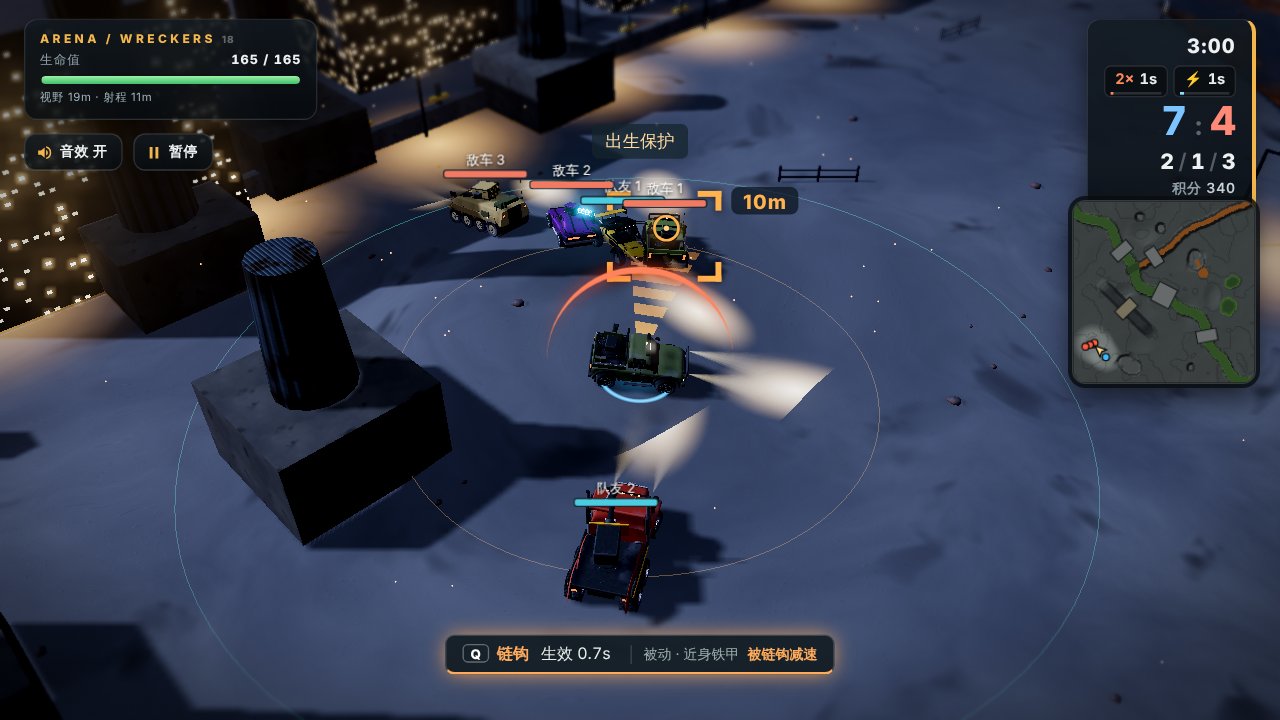 ARENA / WRECKERS 18
生命值 165 / 165
视野 19m · 射程 11m
音效 开
暂停
3:00
2× 1s
⚡ 1s
7 : 4
2 / 1 / 3
积分 340
出生保护
敌车 3
敌车 2
友 1
敌车 1
10m
队友 2
Q 链钩 生效 0.7s 被动 · 近身铁甲 被链钩减速